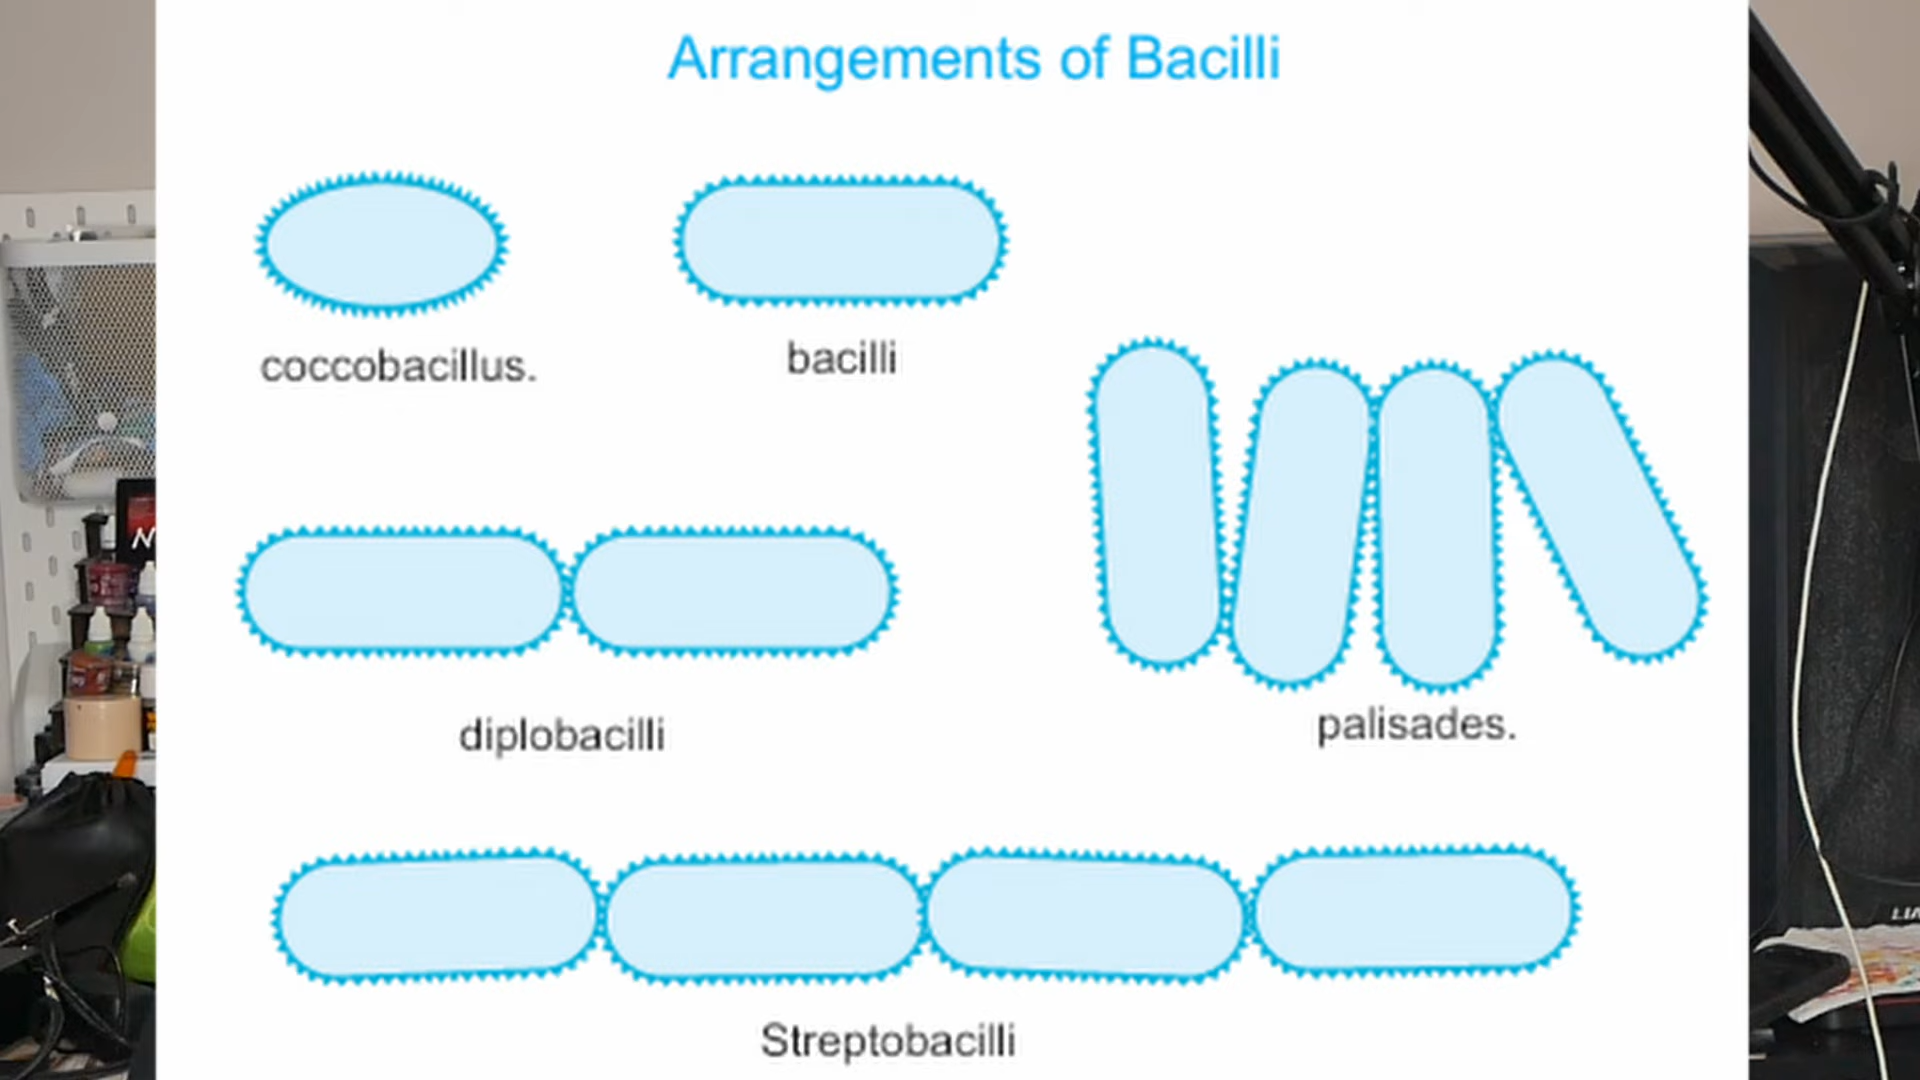 Arrangements of Bacilli
coccobacillus.
bacilli
diplobacilli
palisades.
Streptobacilli